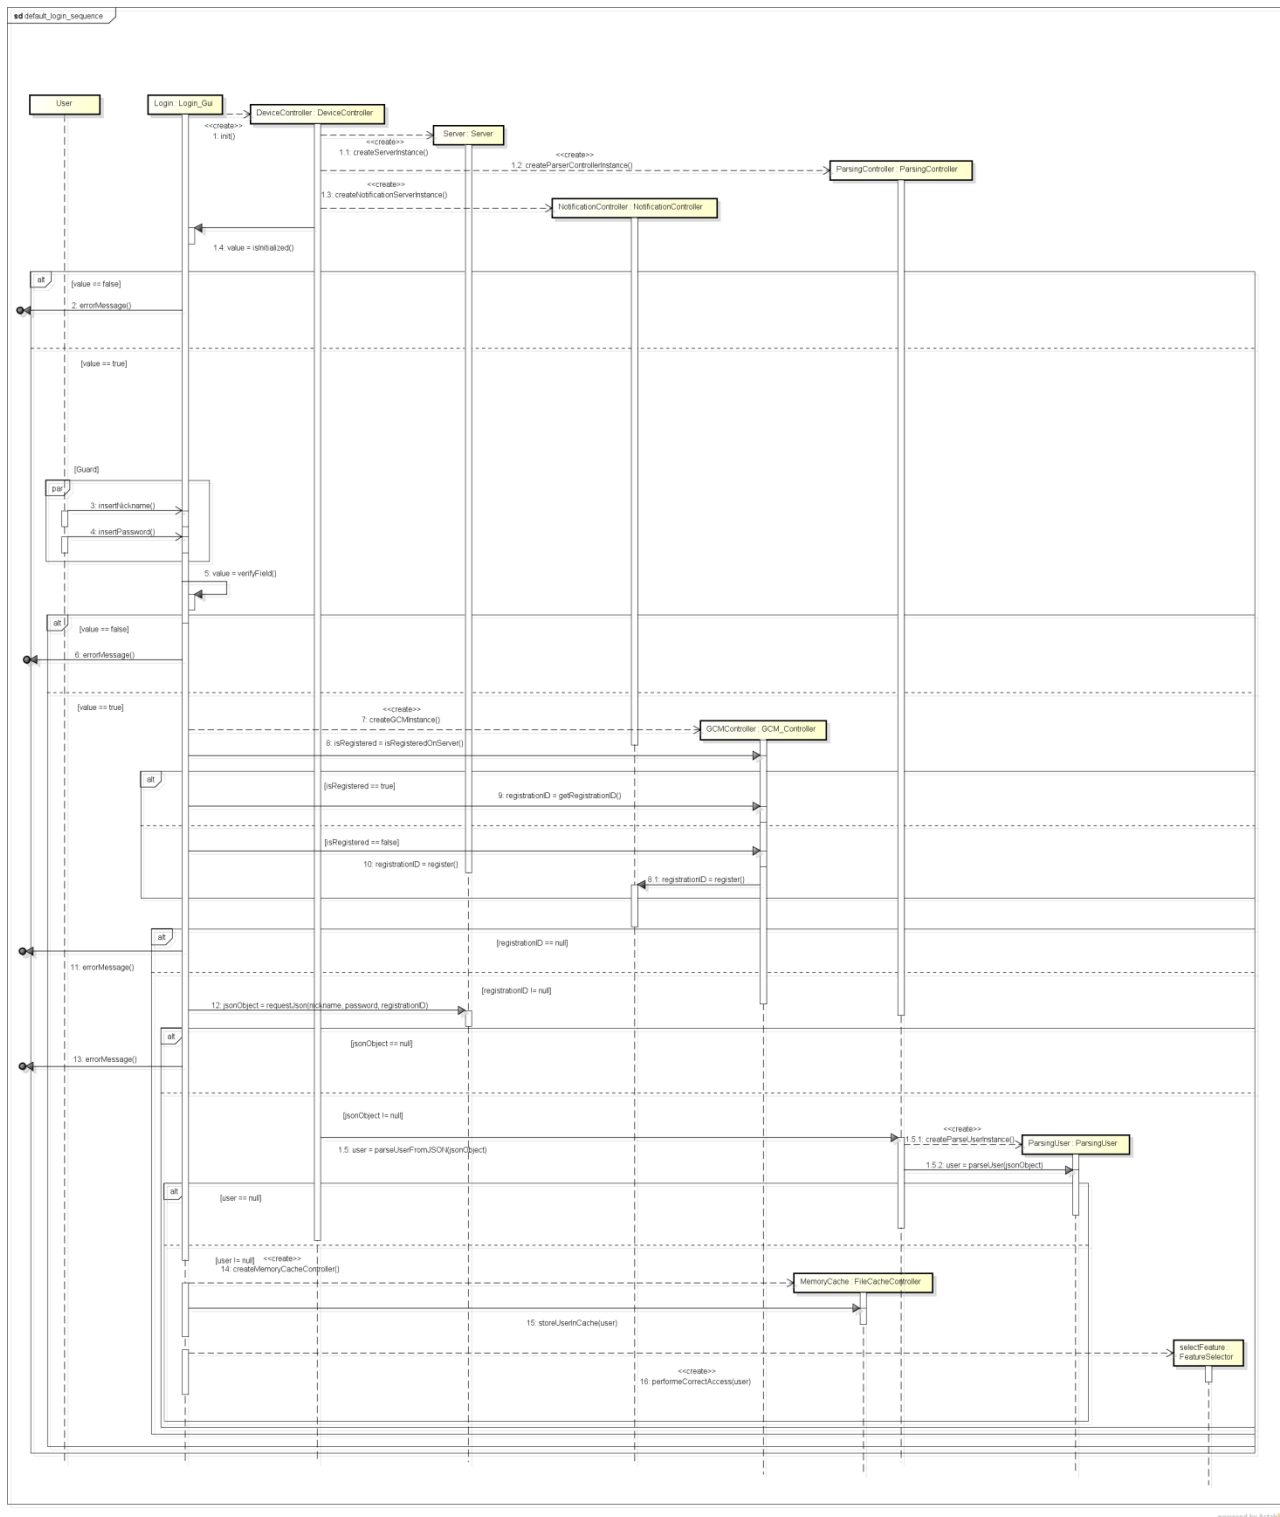 sd default_login_sequence
User
Login : Login_Gui
DeviceController : DeviceController
<<create>>
1: init()
Server : Server
<<create>>
1.1: createServerInstance()
<<create>>
1.2: createParserControllerInstance()
ParsingController : ParsingController
<<create>>
1.3: createNotificationServerInstance()
NotificationController : NotificationController
1.4: value = isInitialized()
alt
[value == false]
2: errorMessage()
[value == true]
[Guard]
par
3: insertNickname()
4: insertPassword()
5: value = verifyField()
alt
[value == false]
6: errorMessage()
[value == true]
<<create>>
7: createGCMInstance()
GCMController : GCM_Controller
8: isRegistered = isRegisteredOnServer()
alt
[isRegistered == true]
9: registrationID = getRegistrationID()
[isRegistered == false]
10: registrationID = register()
8.1: registrationID = register()
alt
[registrationID == null]
11: errorMessage()
[registrationID != null]
12: jsonObject = requestJson(nickname, password, registrationID)
alt
[jsonObject == null]
13: errorMessage()
[jsonObject != null]
<<create>>
1.5.1: createParseUserInstance()
ParsingUser : ParsingUser
1.5: user = parseUserFromJSON(jsonObject)
1.5.2: user = parseUser(jsonObject)
alt
[user == null]
[user != null]
<<create>>
14: createMemoryCacheController()
MemoryCache : FileCacheController
15: storeUserInCache(user)
selectFeature :
FeatureSelector
<<create>>
16: performeCorrectAccess(user)